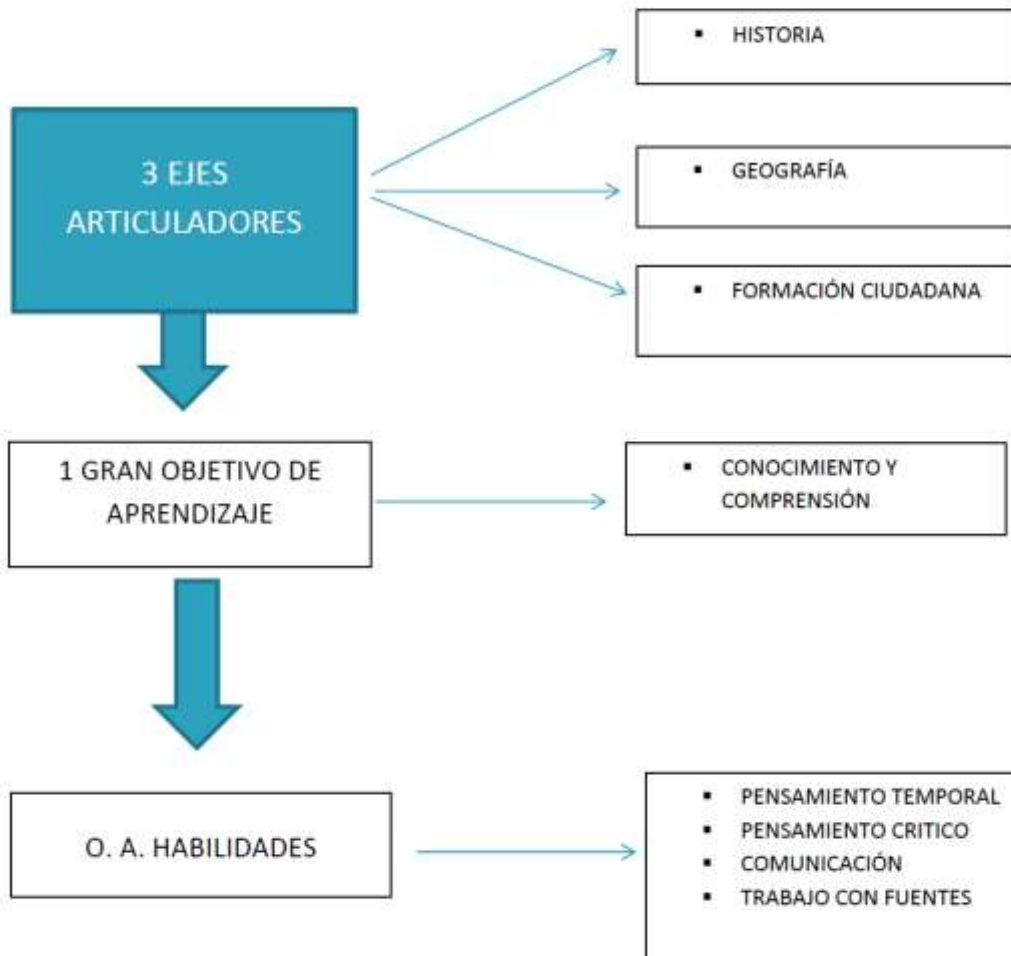 3 EJES
ARTICULADORES
▪ HISTORIA
▪ GEOGRAFÍA
▪ FORMACIÓN CIUDADANA
1 GRAN OBJETIVO DE
APRENDIZAJE
▪ CONOCIMIENTO Y
COMPRENSIÓN
O. A. HABILIDADES
▪ PENSAMIENTO TEMPORAL
▪ PENSAMIENTO CRITICO
▪ COMUNICACIÓN
▪ TRABAJO CON FUENTES